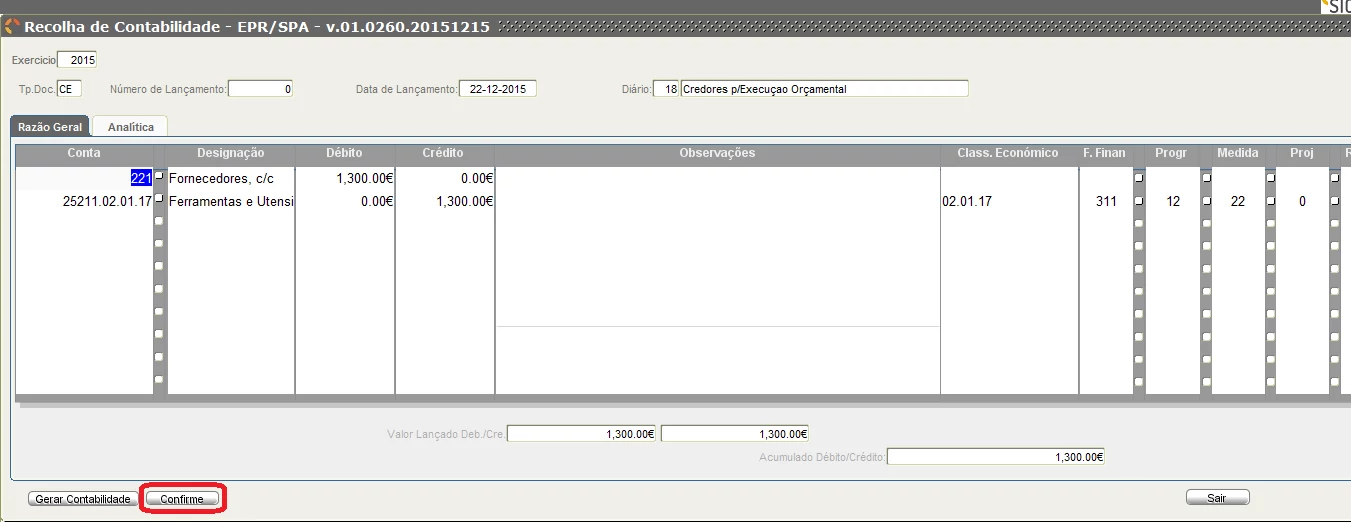 SIC
Recolha de Contabilidade - EPR/SPA - v.01.0260.20151215
Exercicio 2015
Tp.Doc. CE Número de Lançamento: 0 Data de Lançamento: 22-12-2015 Diário: 18 Credores p/Execuçao Orçamental
Razão Geral Analítica
Conta Designação Débito Crédito Observações Class. Económico F. Finan Progr Medida Proj
221 Fornecedores, c/c 1,300.00€ 0.00€
25211.02.01.17 Ferramentas e Utensi 0.00€ 1,300.00€ 02.01.17 311 12 22 0
Valor Lançado Deb./Cre. 1,300.00€ 1,300.00€
Acumulado Débito/Crédito: 1,300.00€
Gerar Contabilidade Confirme Sair